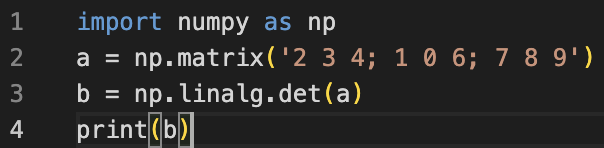 1 import numpy as np
2 a = np.matrix('2 3 4; 1 0 6; 7 8 9')
3 b = np.linalg.det(a)
4 print(b)